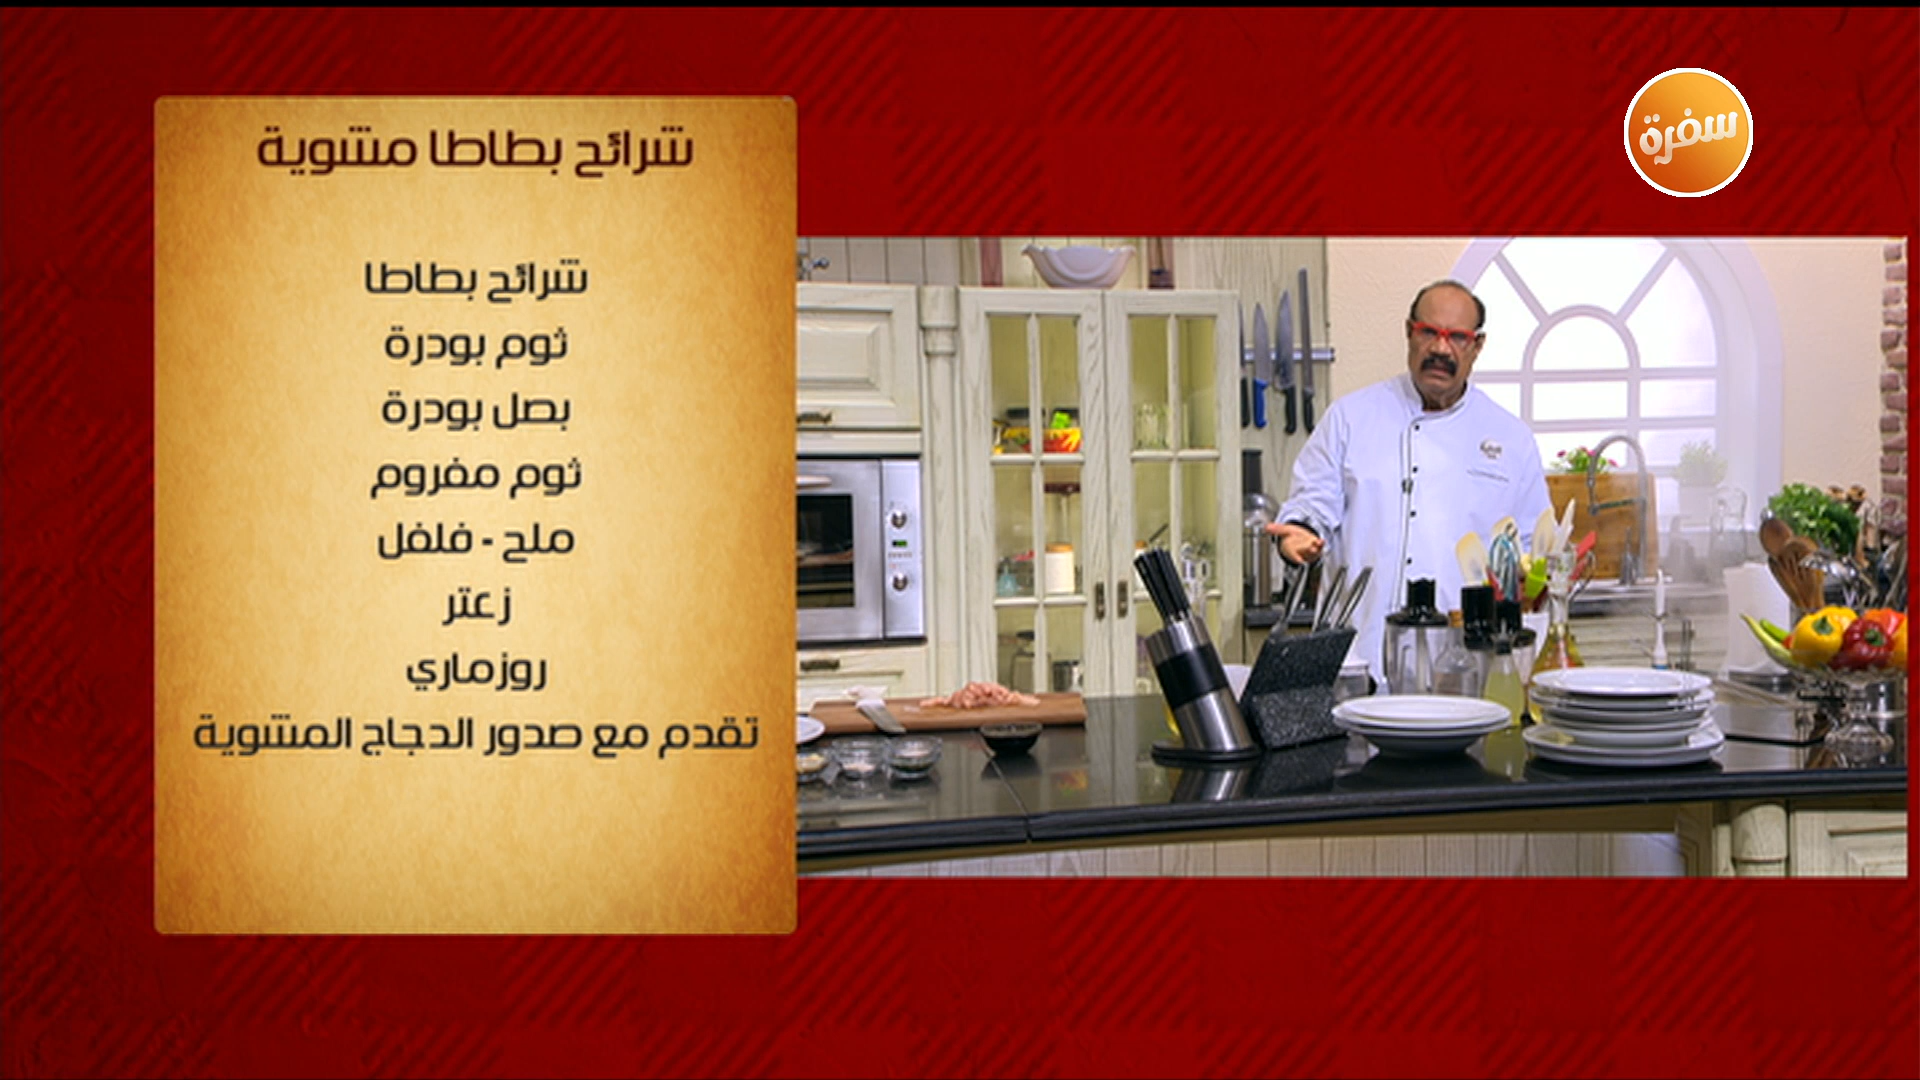 سفرة
شرائح بطاطا مشوية
شرائح بطاطا
ثوم بودرة
بصل بودرة
ثوم مفروم
ملح - فلفل
زعتر
روزماري
تقدم مع صدور الدجاج المشوية